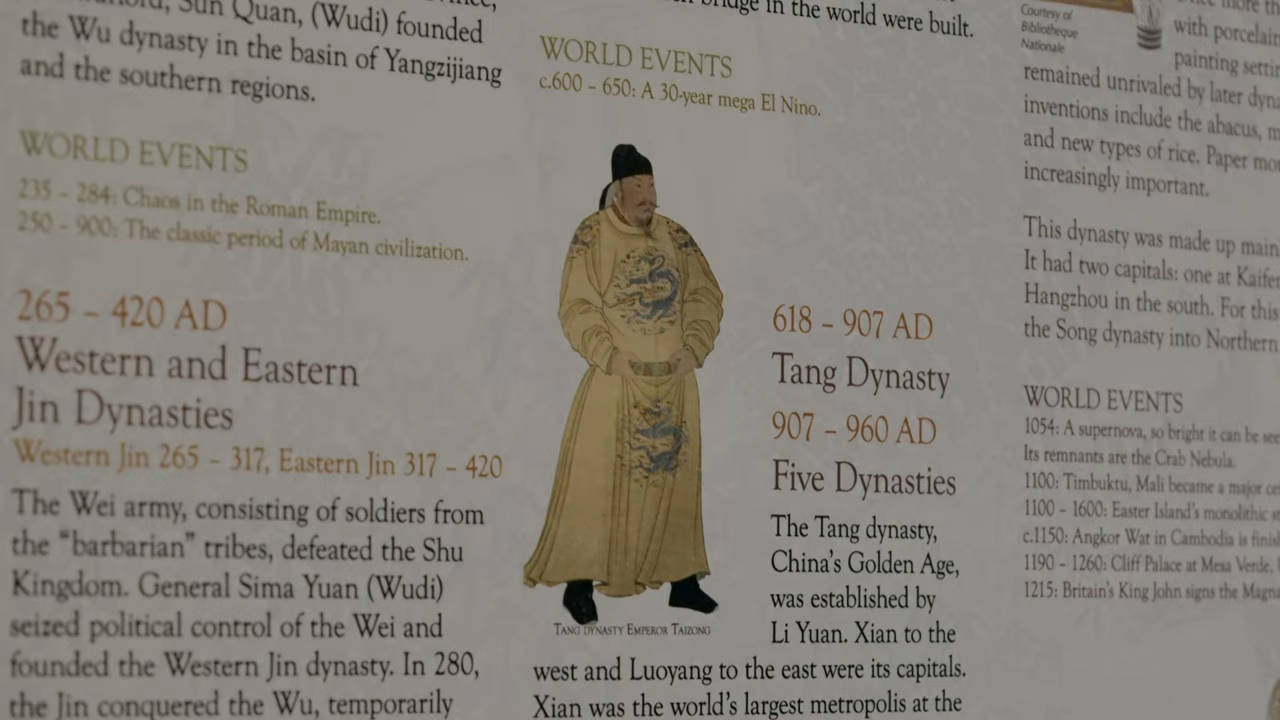 Sun Quan, (Wudi) founded
the Wu dynasty in the basin of Yangzijiang
and the southern regions.
WORLD EVENTS
235 – 284: Chaos in the Roman Empire.
250 – 900: The classic period of Mayan civilization.
265 – 420 AD
Western and Eastern
Jin Dynasties
Western Jin 265 – 317, Eastern Jin 317 – 420
The Wei army, consisting of soldiers from
the “barbarian” tribes, defeated the Shu
Kingdom. General Sima Yuan (Wudi)
seized political control of the Wei and
founded the Western Jin dynasty. In 280,
the Jin conquered the Wu, temporarily
bridge in the world were built.
WORLD EVENTS
c.600 – 650: A 30-year mega El Nino.
TANG DYNASTY EMPEROR TAIZONG
618 – 907 AD
Tang Dynasty
907 – 960 AD
Five Dynasties
The Tang dynasty,
China's Golden Age,
was established by
Li Yuan. Xian to the
west and Luoyang to the east were its capitals.
Xian was the world's largest metropolis at the
Courtesy of
Bibliotheque
Nationale
more
with porcelain
painting
remained unrivaled by later
inventions include the abacus,
and new types of rice. Paper
increasingly important.
This dynasty was made up
It had two capitals: one at
Hangzhou in the south. For this
the Song dynasty into Northern
WORLD EVENTS
1054: A supernova, so bright it can be
Its remnants are the Crab Nebula.
1100: Timbuktu, Mali became a major
1100 – 1600: Easter Island's monolithic
c.1150: Angkor Wat in Cambodia is
1190 – 1260: Cliff Palace at Mesa Verde,
1215: Britain's King John signs the